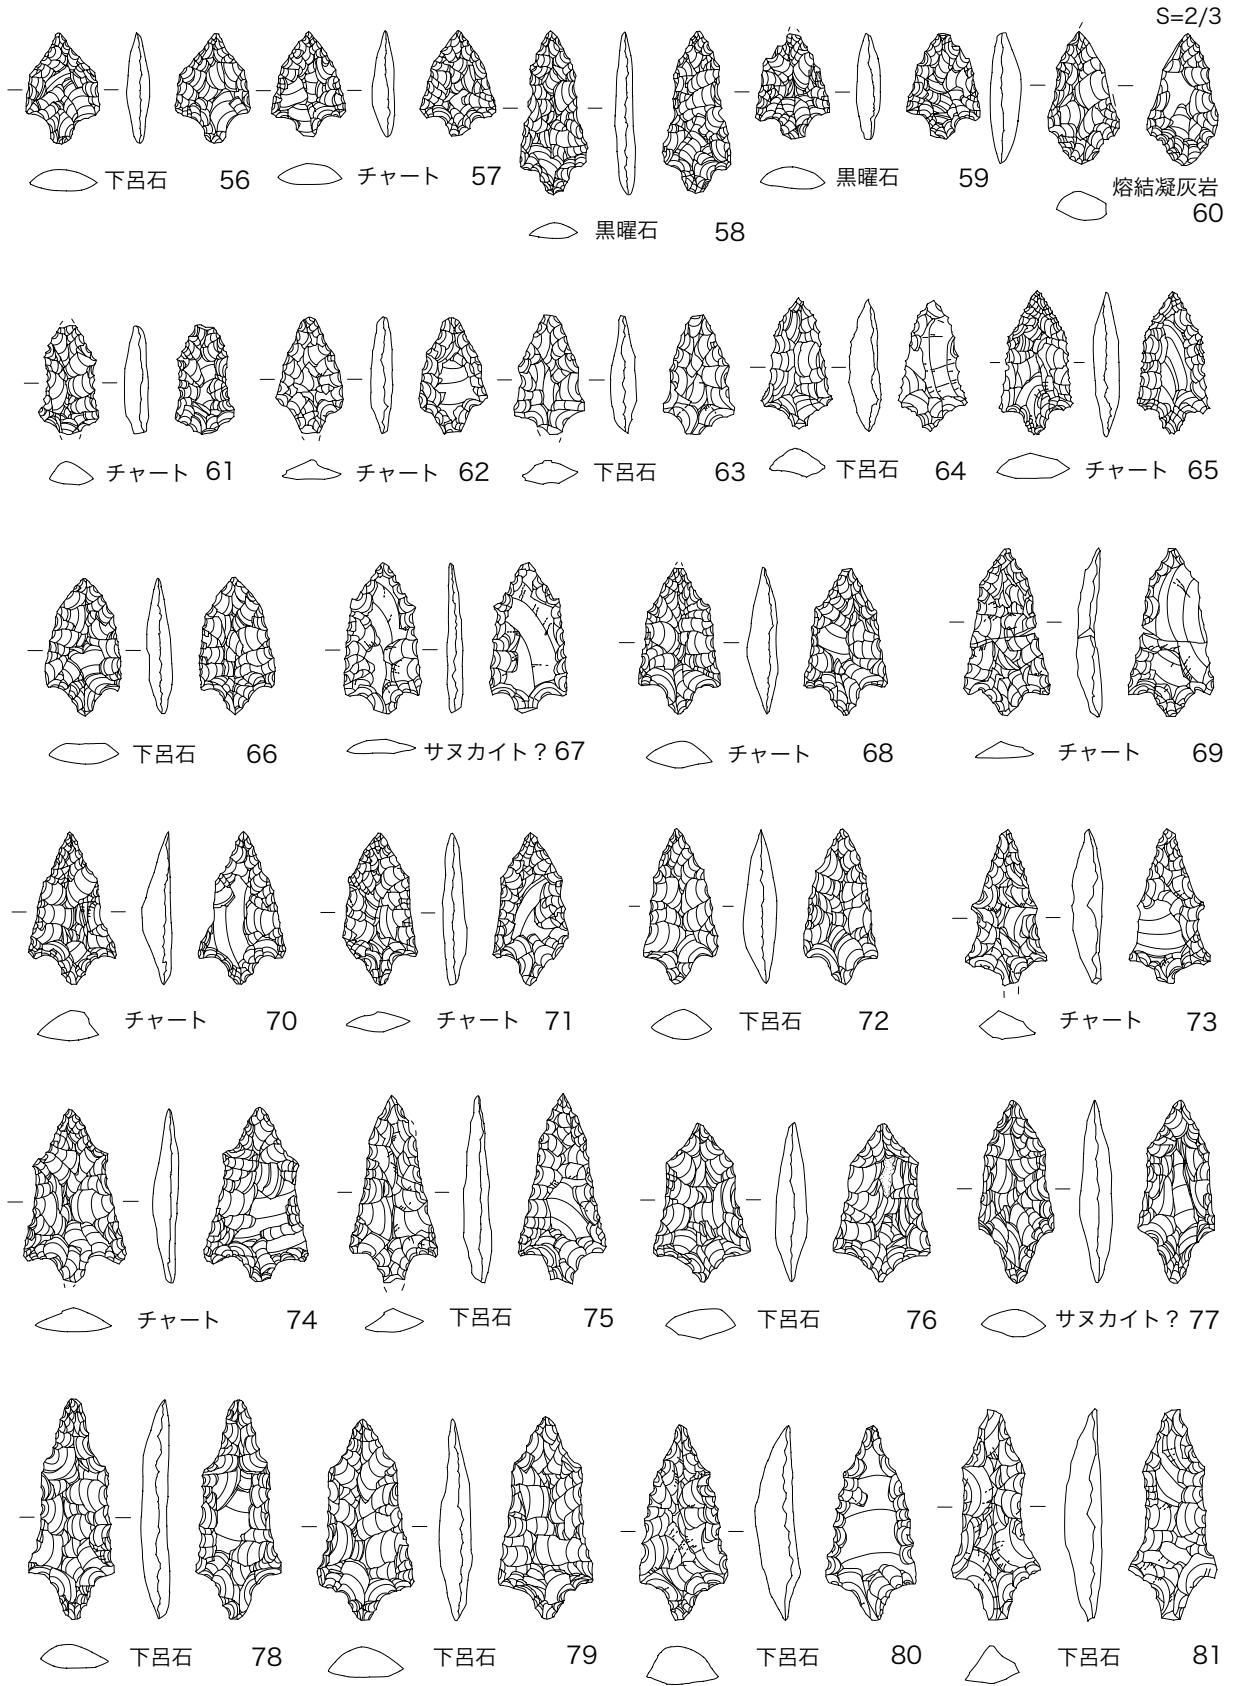 S=2/3
下呂石 56
チャート 57
黒曜石 58
黒曜石 59
熔結凝灰岩
60
チャート 61
チャート 62
下呂石 63
下呂石 64
チャート 65
下呂石 66
サヌカイト？ 67
チャート 68
チャート 69
チャート 70
チャート 71
下呂石 72
チャート 73
チャート 74
下呂石 75
下呂石 76
サヌカイト？ 77
下呂石 78
下呂石 79
下呂石 80
下呂石 81